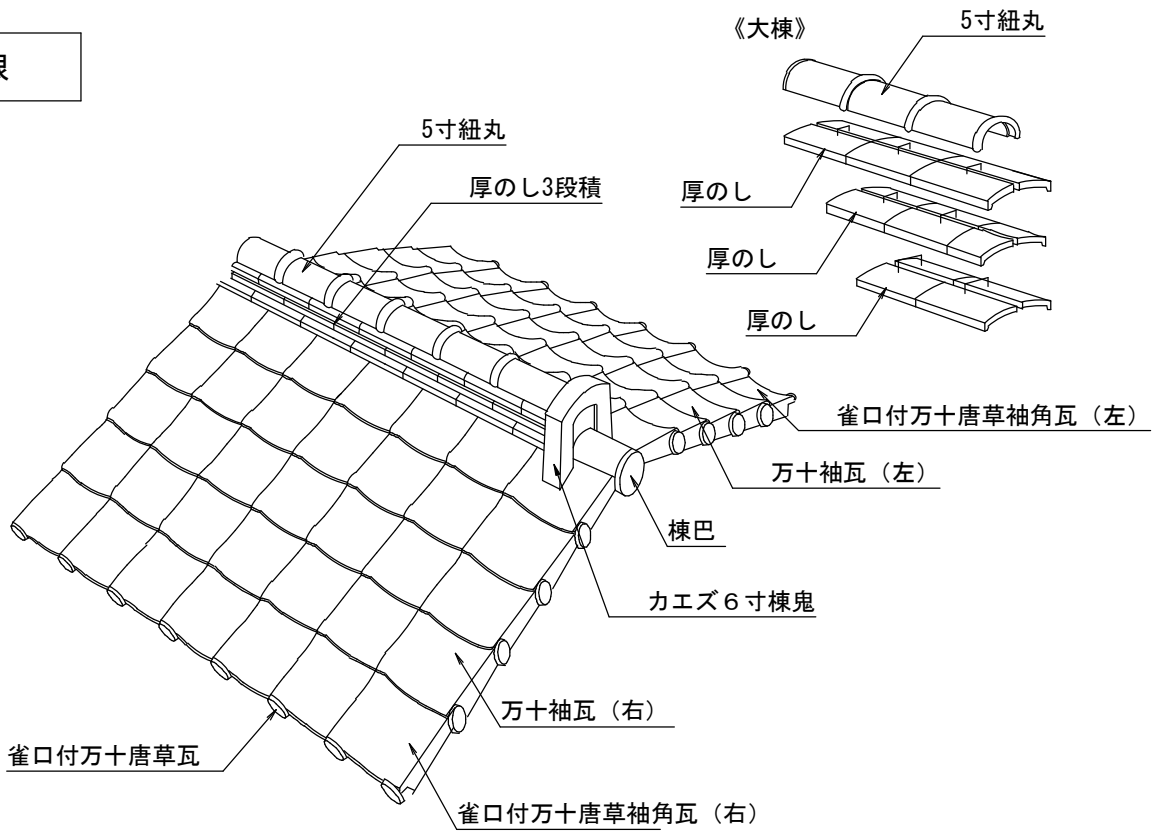 根
《大棟》
5寸紐丸
5寸紐丸
厚のし3段積
厚のし
厚のし
厚のし
雀口付万十唐草袖角瓦（左）
万十袖瓦（左）
棟巴
カエズ６寸棟鬼
万十袖瓦（右）
雀口付万十唐草瓦
雀口付万十唐草袖角瓦（右）